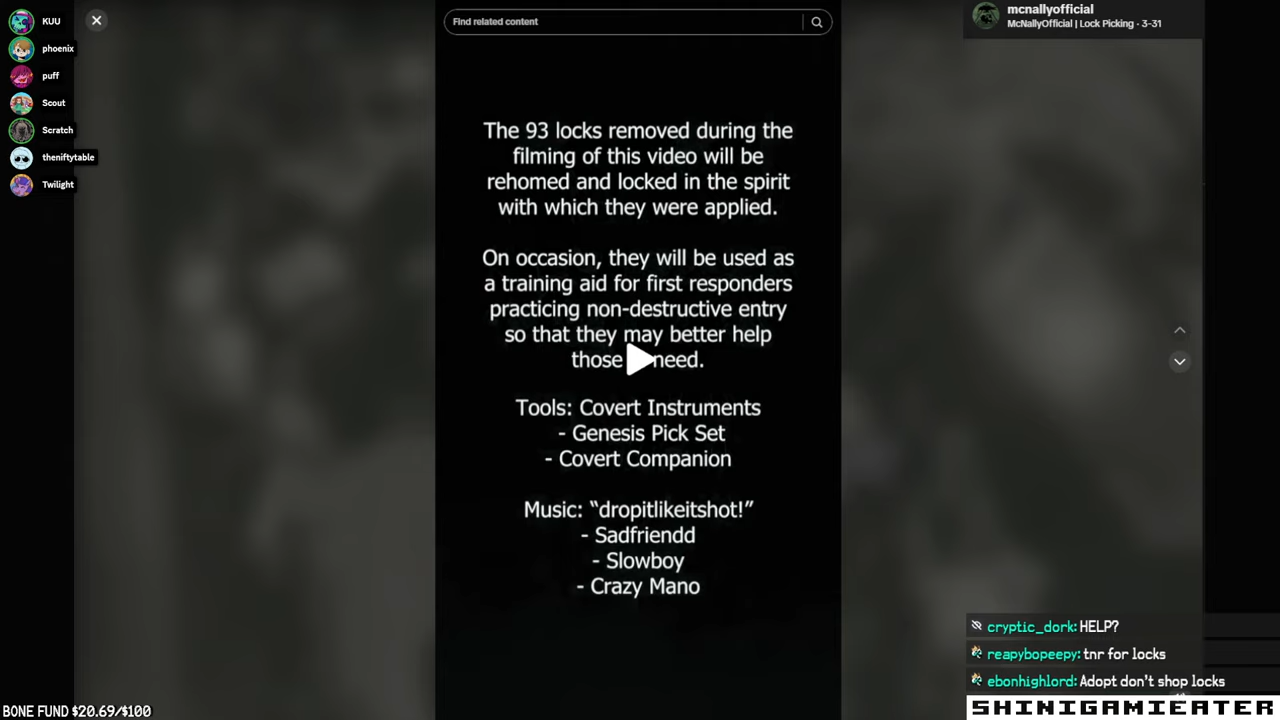 KUU
phoenix
puff
Scout
Scratch
theniftytable
Twilight
Find related content
mcnallyofficial
McNallyOfficial | Lock Picking · 3-31
The 93 locks removed during the
filming of this video will be
rehomed and locked in the spirit
with which they were applied.
On occasion, they will be used as
a training aid for first responders
practicing non-destructive entry
so that they may better help
those need.
Tools: Covert Instruments
- Genesis Pick Set
- Covert Companion
Music: “dropitlikeitshot!”
- Sadfriendd
- Slowboy
- Crazy Mano
cryptic_dork: HELP?
reapybopeepy: tnr for locks
ebonhighlord: Adopt don't shop locks
BONE FUND $20.69/$100
SHINIGAMIEATER